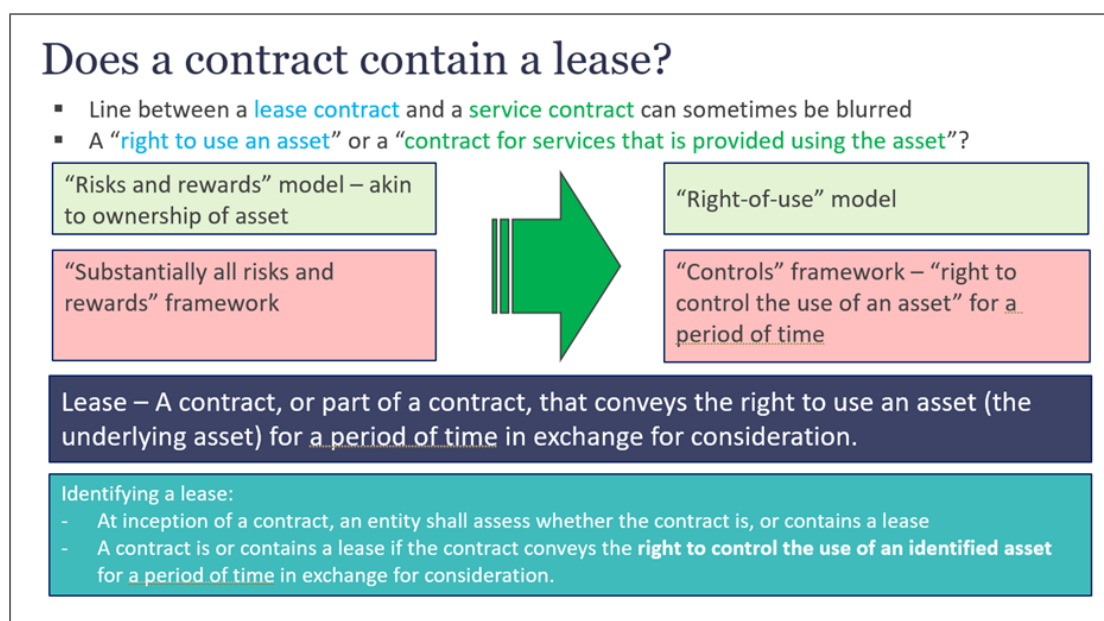 Does a contract contain a lease?
▪ Line between a lease contract and a service contract can sometimes be blurred
▪ A “right to use an asset” or a “contract for services that is provided using the asset”?
“Risks and rewards” model – akin
to ownership of asset
“Right-of-use” model
“Substantially all risks and
rewards” framework
“Controls” framework – “right to
control the use of an asset” for a
period of time
Lease – A contract, or part of a contract, that conveys the right to use an asset (the
underlying asset) for a period of time in exchange for consideration.
Identifying a lease:
- At inception of a contract, an entity shall assess whether the contract is, or contains a lease
- A contract is or contains a lease if the contract conveys the right to control the use of an identified asset
for a period of time in exchange for consideration.